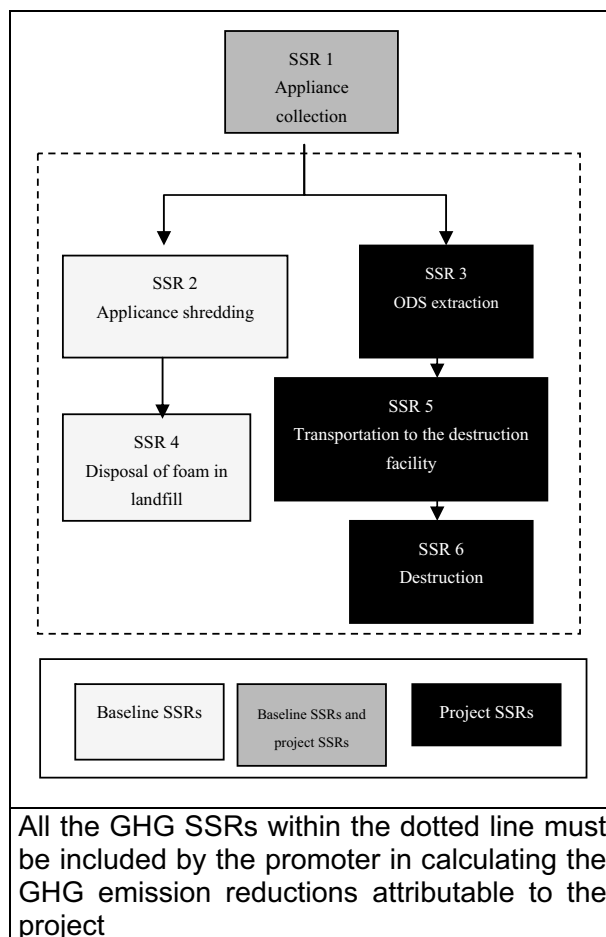 SSR 1
Appliance
collection
SSR 2
Applicance shredding
SSR 3
ODS extraction
SSR 4
Disposal of foam in
landfill
SSR 5
Transportation to the destruction
facility
SSR 6
Destruction
Baseline SSRs
Baseline SSRs and
project SSRs
Project SSRs
All the GHG SSRs within the dotted line must
be included by the promoter in calculating the
GHG emission reductions attributable to the
project